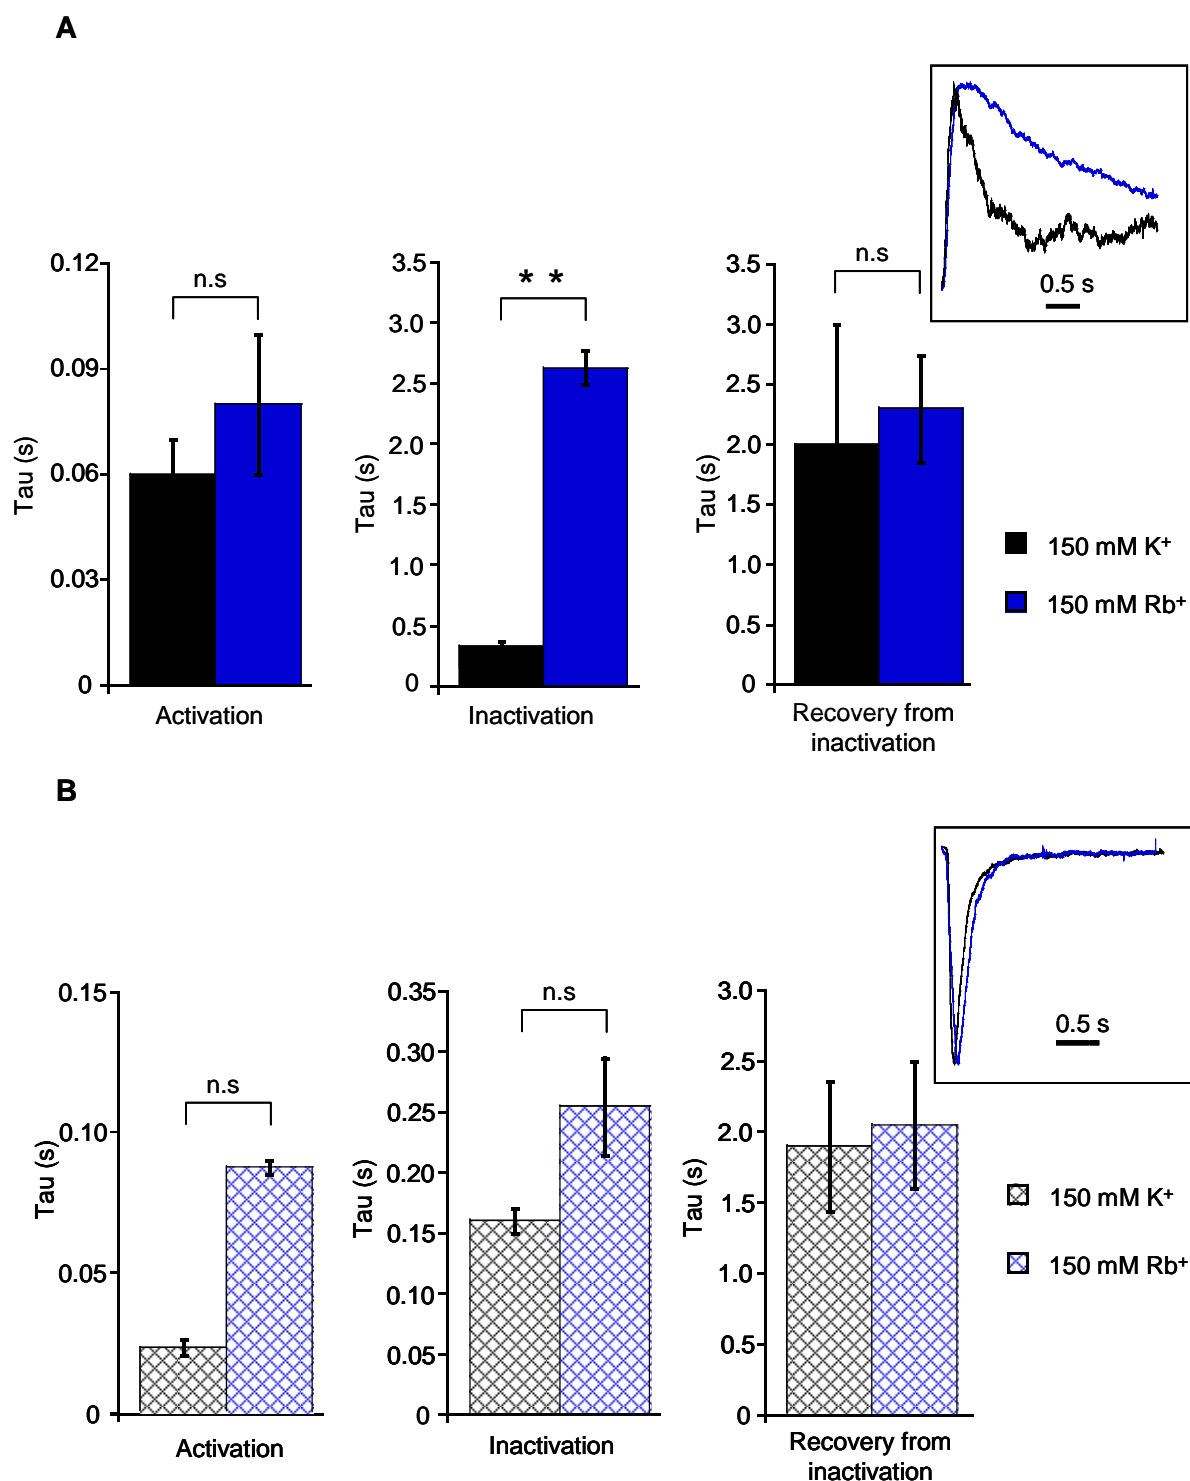 A
0.5 s
n.s
0.12
0.09
0.06
0.03
0
Tau (s)
Activation
* *
3.5
3.0
2.5
2.0
1.5
1.0
0.5
0
Tau (s)
Inactivation
n.s
3.5
3.0
2.5
2.0
1.5
1.0
0.5
0
Tau (s)
Recovery from
inactivation
150 mM K⁺
150 mM Rb⁺
B
0.5 s
n.s
0.15
0.10
0.05
0
Tau (s)
Activation
n.s
0.35
0.30
0.25
0.20
0.15
0.10
0.05
0
Tau (s)
Inactivation
3.0
2.5
2.0
1.5
1.0
0.5
0
Tau (s)
Recovery from
inactivation
150 mM K⁺
150 mM Rb⁺